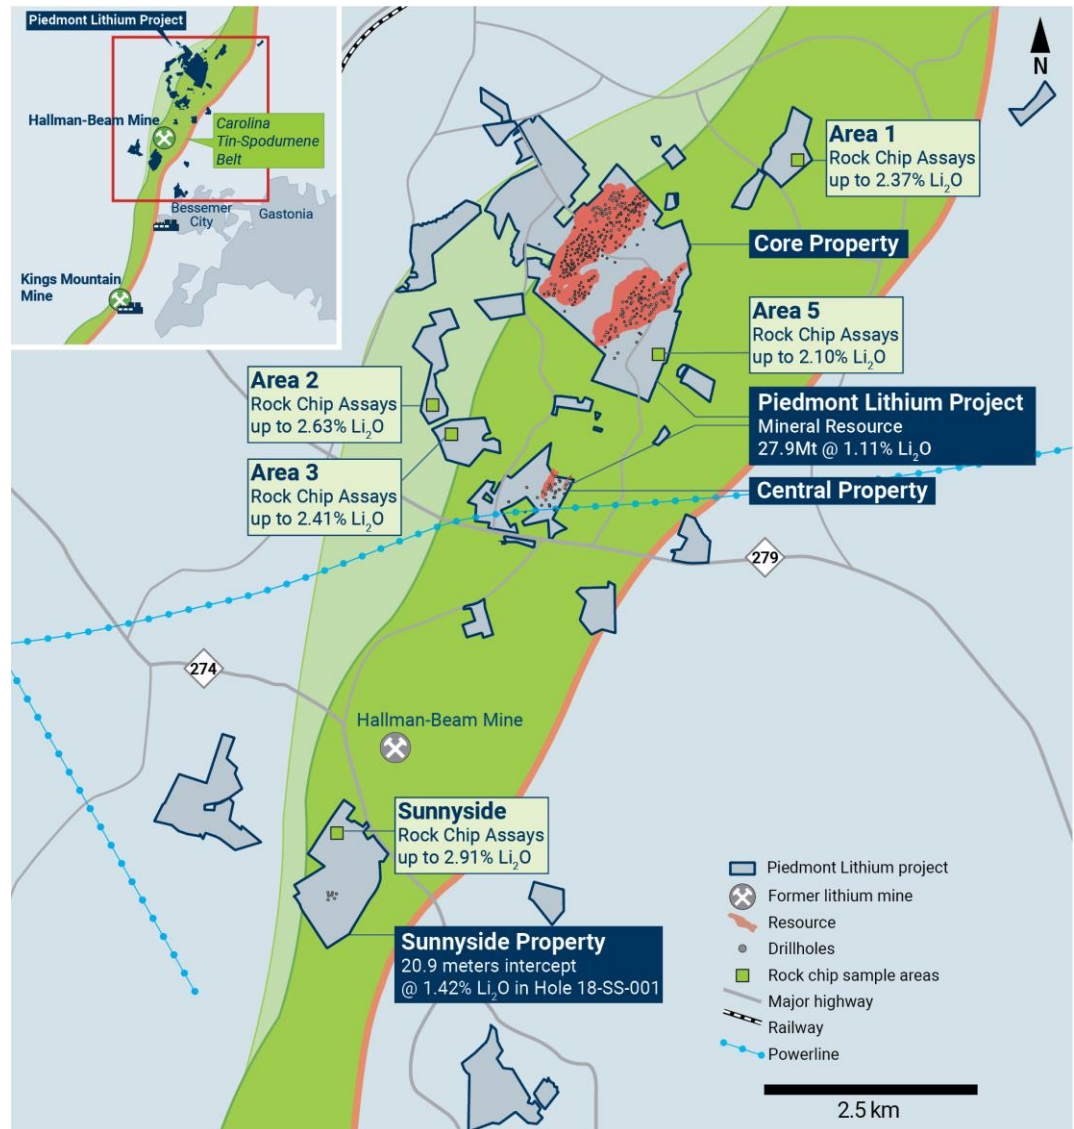 Piedmont Lithium Project
Hallman-Beam Mine
Carolina
Tin-Spodumene
Belt
Bessemer
City
Gastonia
Kings Mountain
Mine
N
Area 1
Rock Chip Assays
up to 2.37% Li₂O
Core Property
Area 5
Rock Chip Assays
up to 2.10% Li₂O
Area 2
Rock Chip Assays
up to 2.63% Li₂O
Piedmont Lithium Project
Mineral Resource
27.9Mt @ 1.11% Li₂O
Area 3
Rock Chip Assays
up to 2.41% Li₂O
Central Property
279
274
Hallman-Beam Mine
Sunnyside
Rock Chip Assays
up to 2.91% Li₂O
Sunnyside Property
20.9 meters intercept
@ 1.42% Li₂O in Hole 18-SS-001
Piedmont Lithium project
Former lithium mine
Resource
Drillholes
Rock chip sample areas
Major highway
Railway
Powerline
2.5 km